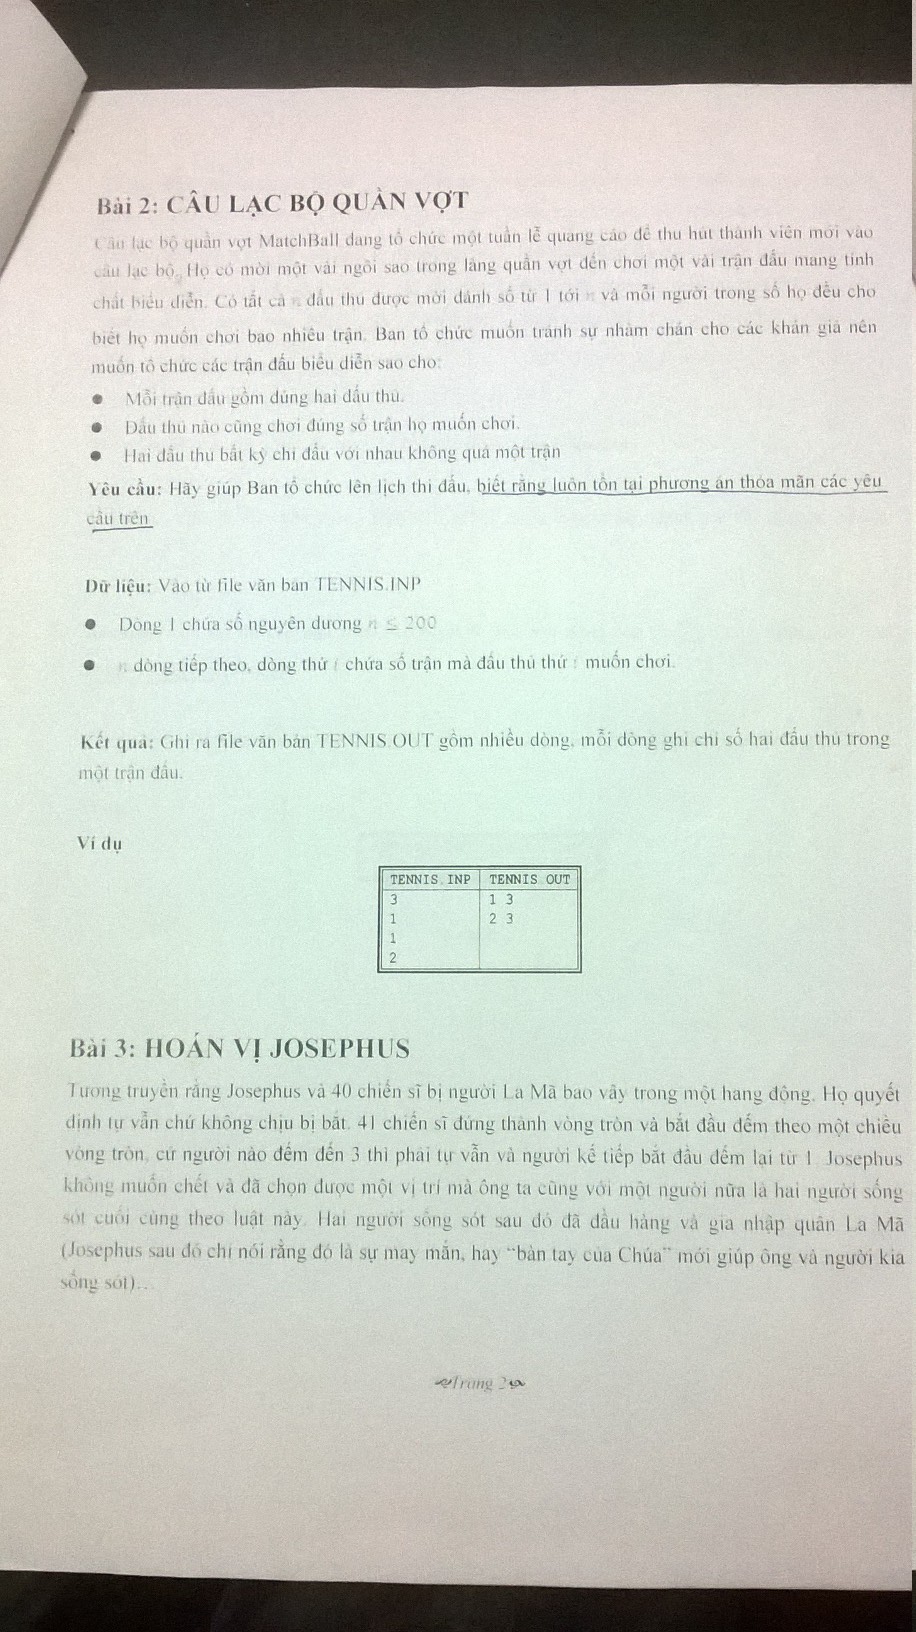 Bài 2: CÂU LẠC BỘ QUẦN VỢT
Câu lạc bộ quần vợt MatchBall đang tổ chức một tuần lễ quảng cáo để thu hút thành viên mới vào
câu lạc bộ. Họ có mời một vài ngôi sao trong làng quần vợt đến chơi một vài trận đấu mang tính
chất biểu diễn. Có tất cả n đấu thủ được mời đánh số từ 1 tới n và mỗi người trong số họ đều cho
biết họ muốn chơi bao nhiêu trận. Ban tổ chức muốn tránh sự nhàm chán cho các khán giả nên
muốn tổ chức các trận đấu biểu diễn sao cho:
● Mỗi trận đấu gồm đúng hai đấu thủ.
● Đấu thủ nào cũng chơi đúng số trận họ muốn chơi.
● Hai đấu thủ bất kỳ chỉ đấu với nhau không quá một trận
Yêu cầu: Hãy giúp Ban tổ chức lên lịch thi đấu, biết rằng luôn tồn tại phương án thỏa mãn các yêu
cầu trên
Dữ liệu: Vào từ file văn bản TENNIS.INP
● Dòng 1 chứa số nguyên dương n ≤ 200
● n dòng tiếp theo, dòng thứ i chứa số trận mà đấu thủ thứ i muốn chơi.
Kết quả: Ghi ra file văn bản TENNIS.OUT gồm nhiều dòng, mỗi dòng ghi chỉ số hai đấu thủ trong
một trận đấu.
Ví dụ
TENNIS.INP TENNIS.OUT
3 1 3
1 2 3
1
2
Bài 3: HOÁN VỊ JOSEPHUS
Tương truyền rằng Josephus và 40 chiến sĩ bị người La Mã bao vây trong một hang động. Họ quyết
định tự vẫn chứ không chịu bị bắt. 41 chiến sĩ đứng thành vòng tròn và bắt đầu đếm theo một chiều
vòng tròn, cứ người nào đếm đến 3 thì phải tự vẫn và người kế tiếp bắt đầu đếm lại từ 1. Josephus
không muốn chết và đã chọn được một vị trí mà ông ta cũng với một người nữa là hai người sống
sót cuối cùng theo luật này. Hai người sống sót sau đó đã đầu hàng và gia nhập quân La Mã
(Josephus sau đó chỉ nói rằng đó là sự may mắn, hay “bàn tay của Chúa” mới giúp ông và người kia
sống sót)...
Trang 2